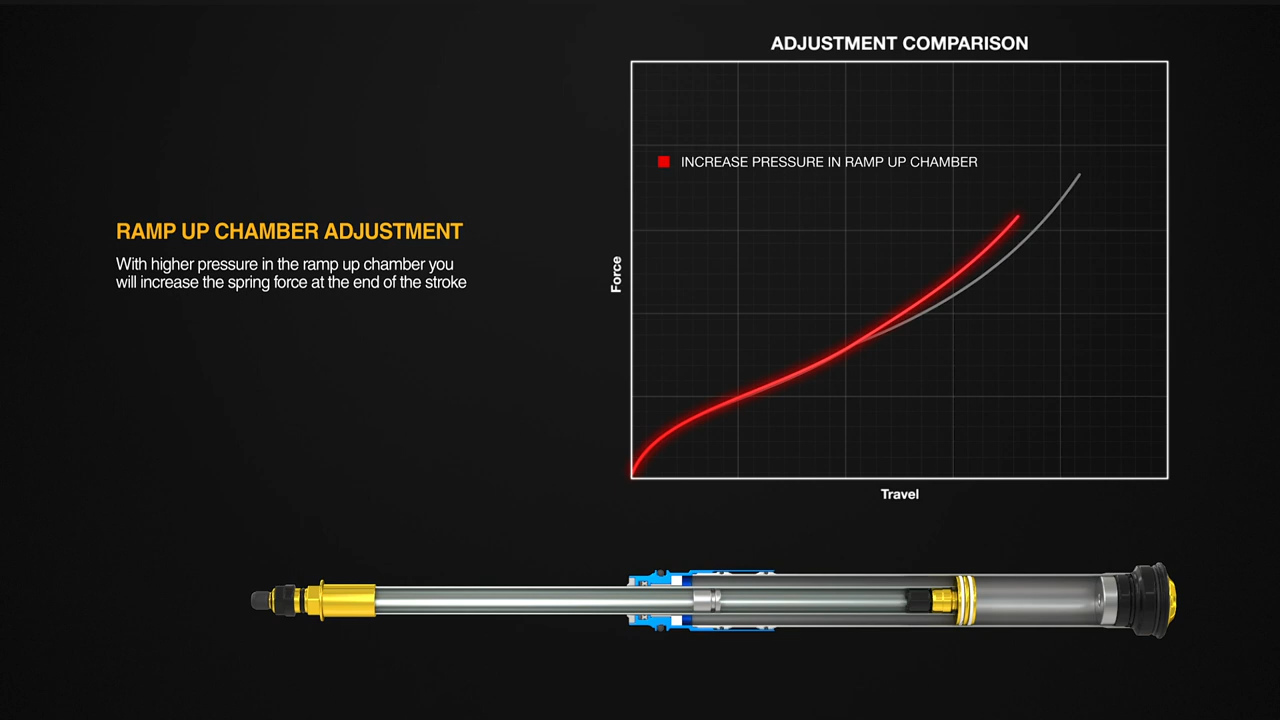 ADJUSTMENT COMPARISON
INCREASE PRESSURE IN RAMP UP CHAMBER
RAMP UP CHAMBER ADJUSTMENT
With higher pressure in the ramp up chamber you
will increase the spring force at the end of the stroke
Force
Travel